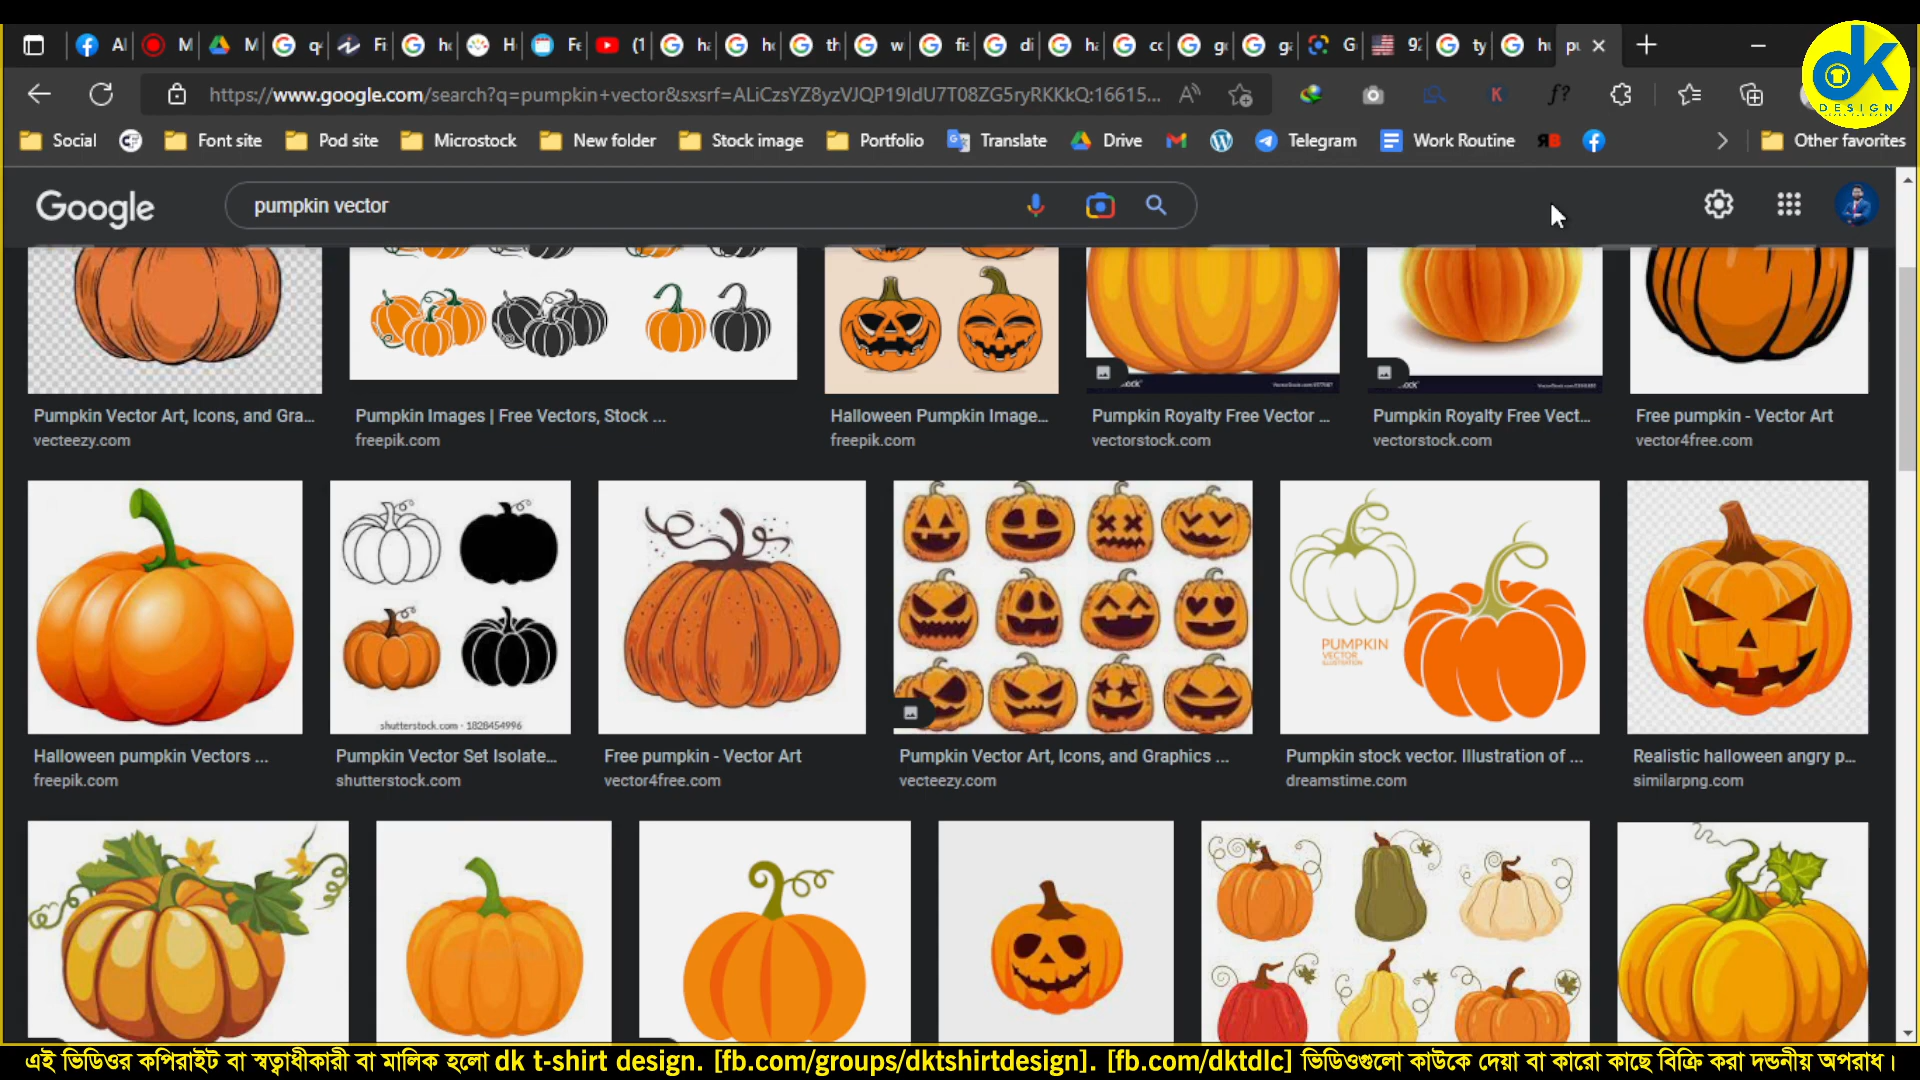 https://www.google.com/search?q=pumpkin+vector&sxsrf=ALiCzsYZ8yzVJQP19IdU7T08ZG5ryRKKkQ:16615...
dK
DESIGN
Social
Font site
Pod site
Microstock
New folder
Stock image
Portfolio
Translate
Drive
Telegram
Work Routine
Other favorites
Google
pumpkin vector
Pumpkin Vector Art, Icons, and Gra...
Pumpkin Images | Free Vectors, Stock ...
Halloween Pumpkin Image...
Pumpkin Royalty Free Vector ...
Pumpkin Royalty Free Vect...
Free pumpkin - Vector Art
vecteezy.com
freepik.com
freepik.com
vectorstock.com
vectorstock.com
vector4free.com
PUMPKIN
VECTOR
ILLUSTRATION
shutterstock.com · 1828454996
Halloween pumpkin Vectors ...
Pumpkin Vector Set Isolate...
Free pumpkin - Vector Art
Pumpkin Vector Art, Icons, and Graphics ...
Pumpkin stock vector. Illustration of ...
Realistic halloween angry p...
freepik.com
shutterstock.com
vector4free.com
vecteezy.com
dreamstime.com
similarpng.com
এই ভিডিওর কপিরাইট বা স্বত্বাধীকারী বা মালিক হলো dk t-shirt design. [fb.com/groups/dktshirtdesign]. [fb.com/dktdlc] ভিডিওগুলো কাউকে দেয়া বা কারো কাছে বিক্রি করা দন্ডনীয় অপরাধ।